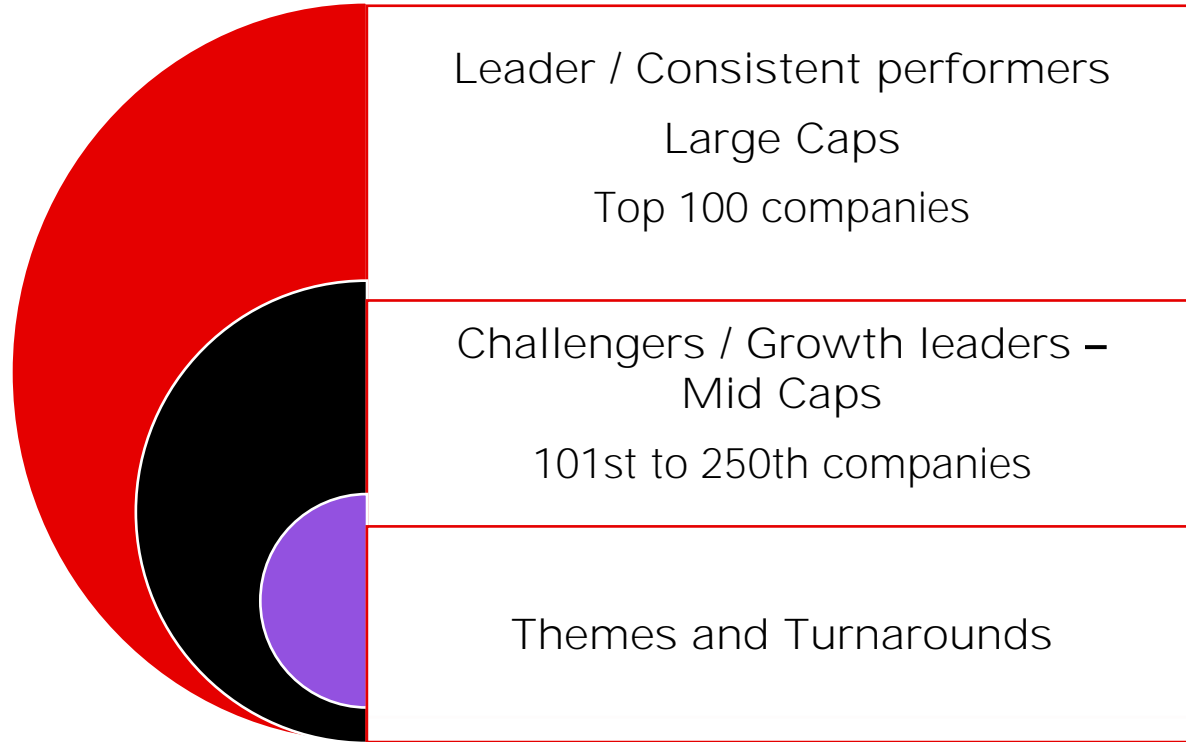 Leader / Consistent performers
Large Caps
Top 100 companies
Challengers / Growth leaders –
Mid Caps
101st to 250th companies
Themes and Turnarounds